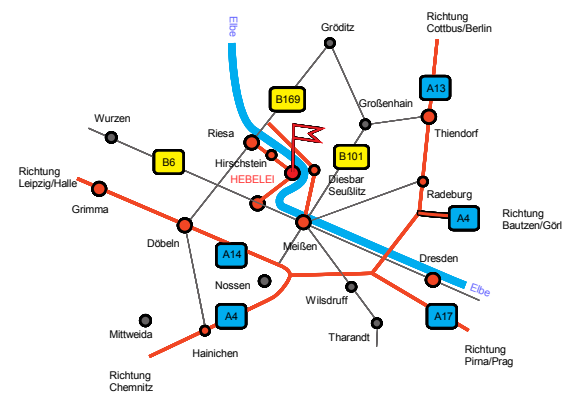 Elbe
Gröditz
Richtung
Cottbus/Berlin
A13
B169
Großenhain
Wurzen
Riesa
Thiendorf
B6
Hirschstein
B101
HEBELEI
Diesbar
Seußlitz
Richtung
Leipzig/Halle
Radeburg
Grimma
A4
Richtung
Bautzen/Görl
Döbeln
Meißen
A14
Dresden
Nossen
Elbe
Wilsdruff
A4
A17
Mittweida
Tharandt
Hainichen
Richtung
Pirna/Prag
Richtung
Chemnitz